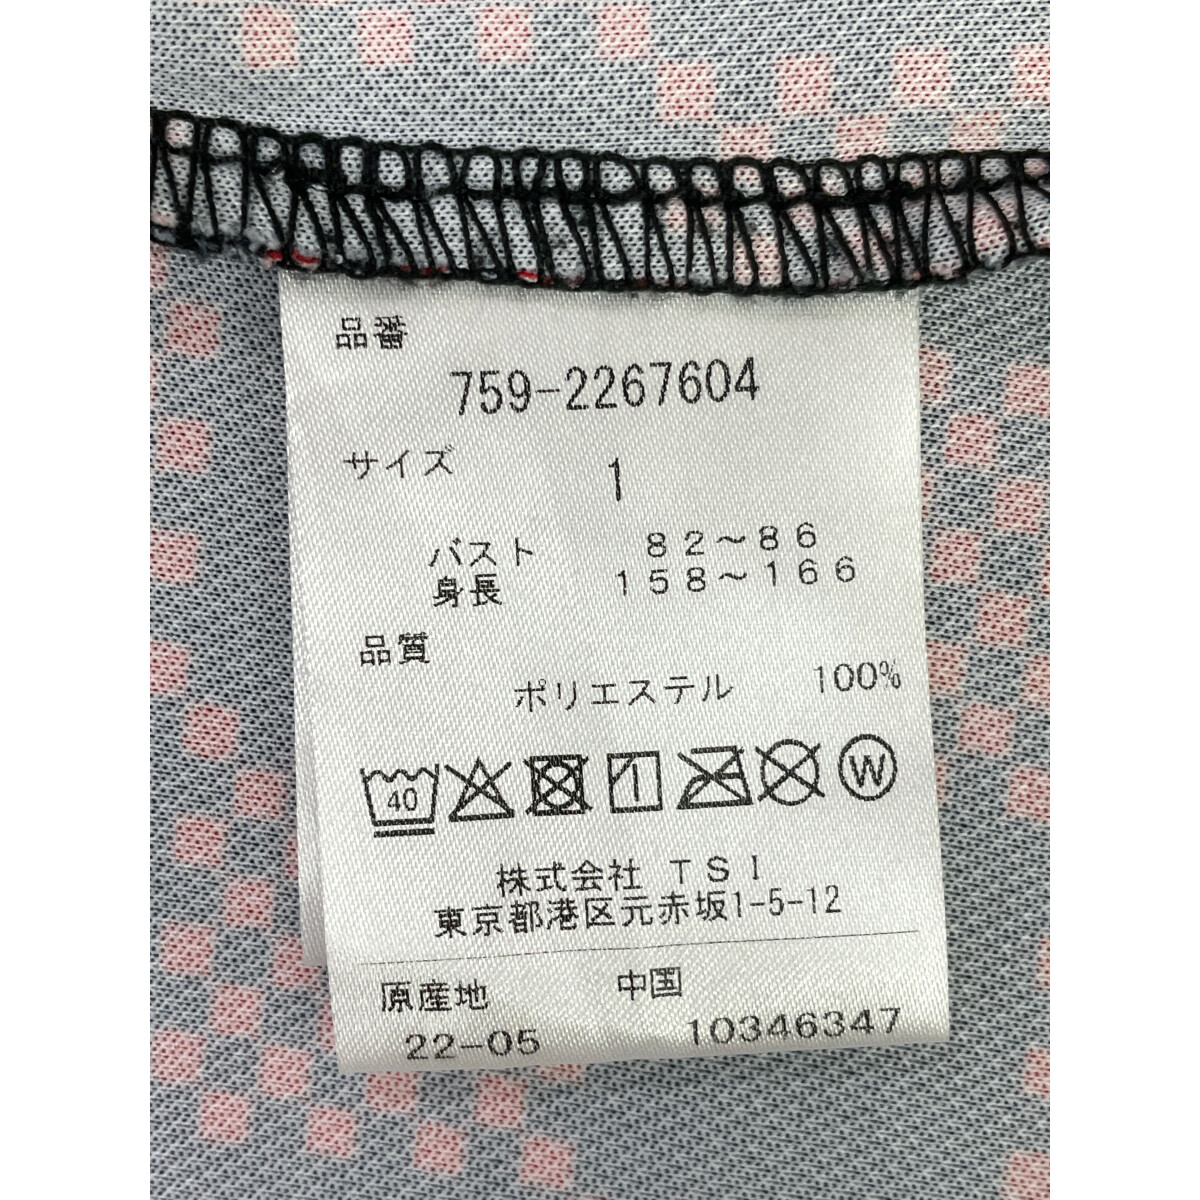 品番
759-2267604
サイズ 1
バスト 82～86
身長 158～166
品質
ポリエステル 100%
40 W
株式会社 TSI
東京都港区元赤坂1-5-12
原産地 中国
22-05 10346347